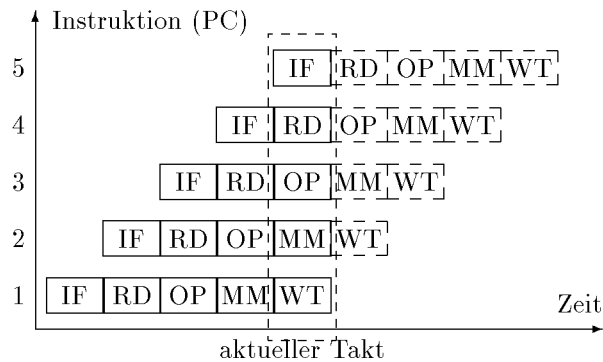 Instruktion (PC)
5 IF RD OP MM WT
4 IF RD OP MM WT
3 IF RD OP MM WT
2 IF RD OP MM WT
1 IF RD OP MM WT
Zeit
aktueller Takt